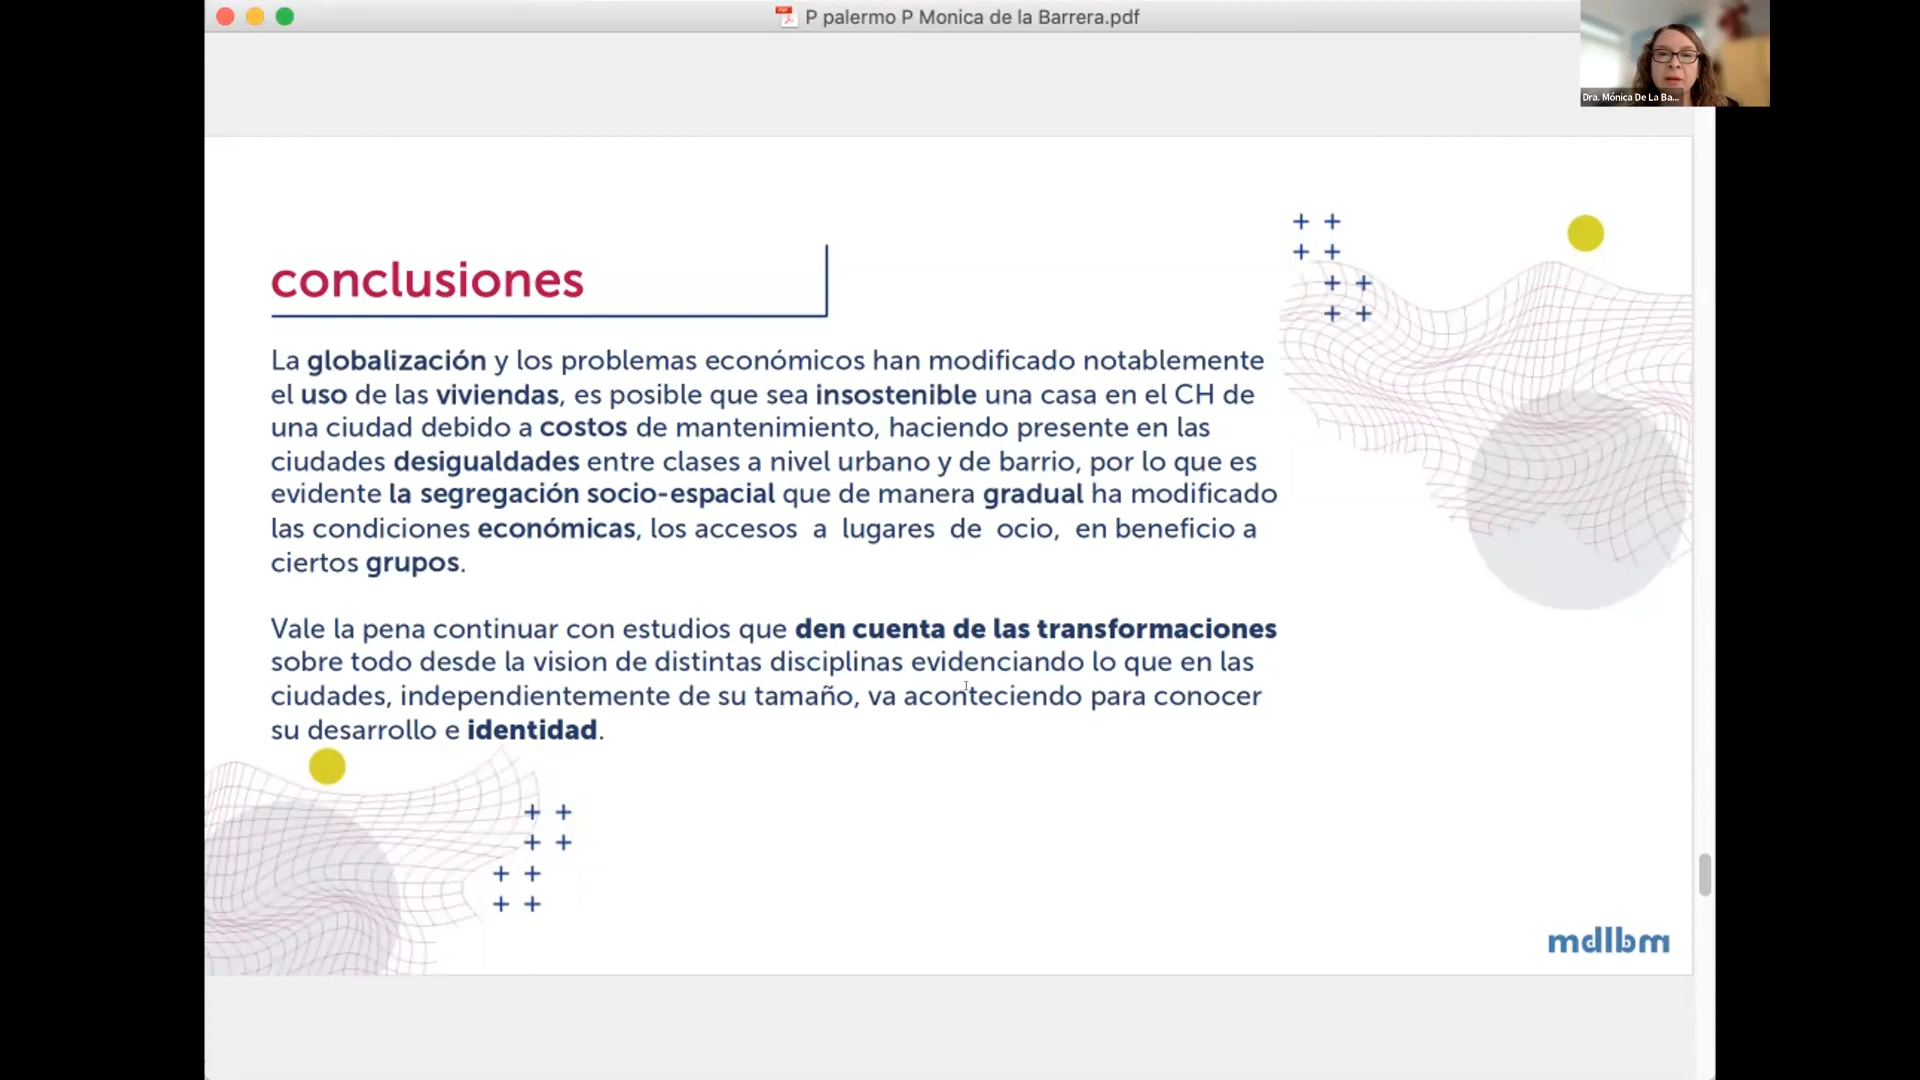 P palermo P Monica de la Barrera.pdf
Dra. Mónica De La Ba...
conclusiones
La globalización y los problemas económicos han modificado notablemente
el uso de las viviendas, es posible que sea insostenible una casa en el CH de
una ciudad debido a costos de mantenimiento, haciendo presente en las
ciudades desigualdades entre clases a nivel urbano y de barrio, por lo que es
evidente la segregación socio-espacial que de manera gradual ha modificado
las condiciones económicas, los accesos a lugares de ocio, en beneficio a
ciertos grupos.
Vale la pena continuar con estudios que den cuenta de las transformaciones
sobre todo desde la vision de distintas disciplinas evidenciando lo que en las
ciudades, independientemente de su tamaño, va aconteciendo para conocer
su desarrollo e identidad.
mdlbm